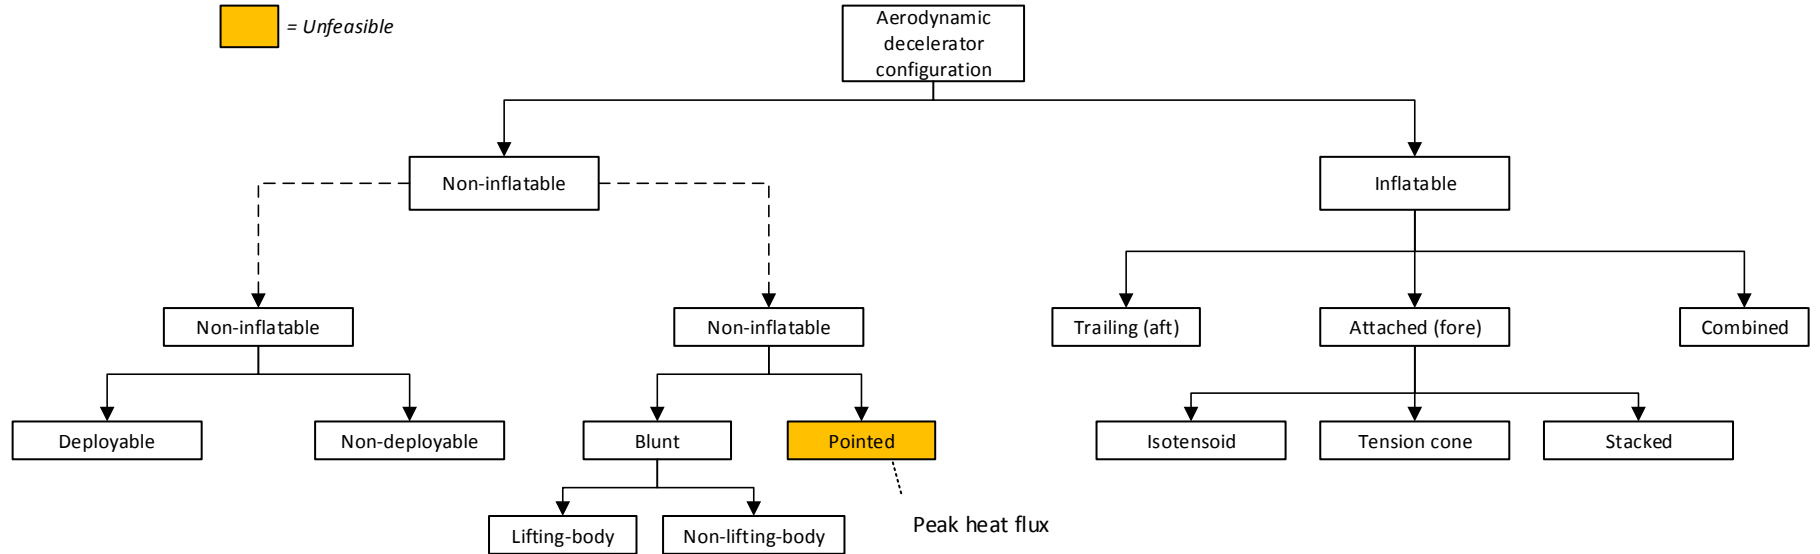 = Unfeasible
Aerodynamic
decelerator
configuration
Non-inflatable
Inflatable
Non-inflatable
Non-inflatable
Trailing (aft)
Attached (fore)
Combined
Deployable
Non-deployable
Blunt
Pointed
Isotensoid
Tension cone
Stacked
Lifting-body
Non-lifting-body
Peak heat flux